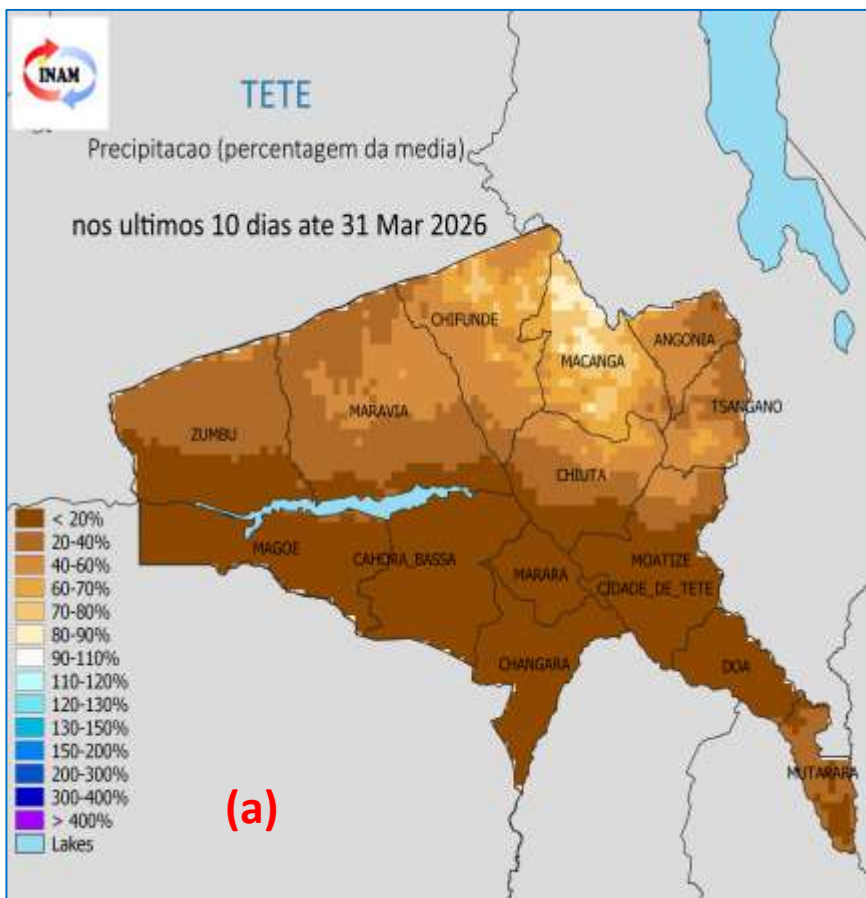 INAM
TETE
Precipitacao (percentagem da media)
nos ultimos 10 dias ate 31 Mar 2026
CHIFUNDE
ANGONIA
MACANGA
TSANGANO
MARAVIA
ZUMBU
CHIUTA
MAGOE
CAHORA_BASSA
MARARA
MOATIZE
CIDADE_DE_TETE
CHANGARA
DOA
MUTARARA
< 20%
20-40%
40-60%
60-70%
70-80%
80-90%
90-110%
110-120%
120-130%
130-150%
150-200%
200-300%
300-400%
> 400%
Lakes
(a)